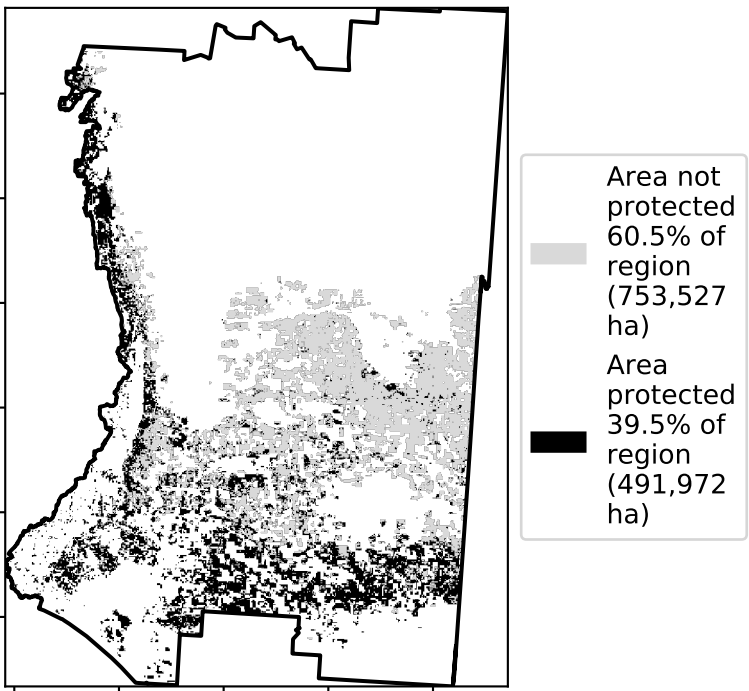 Area not
protected
60.5% of
region
(753,527
ha)
Area
protected
39.5% of
region
(491,972
ha)